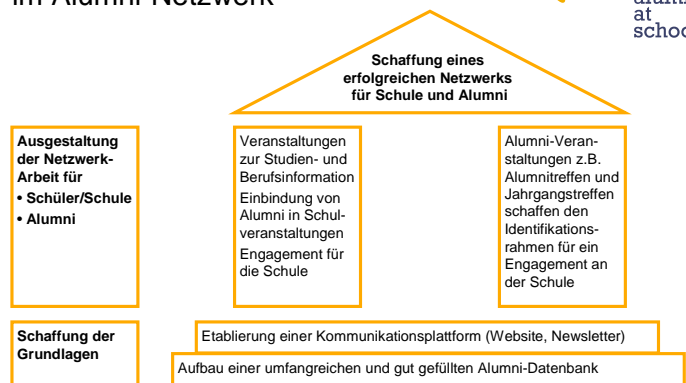 im Alumni-Netzwerk
alumni
at
school
Schaffung eines
erfolgreichen Netzwerks
für Schule und Alumni
Ausgestaltung
der Netzwerk-
Arbeit für
• Schüler/Schule
• Alumni
Veranstaltungen
zur Studien- und
Berufsinformation
Einbindung von
Alumni in Schul-
veranstaltungen
Engagement für
die Schule
Alumni-Veran-
staltungen z.B.
Alumnitreffen und
Jahrgangstreffen
schaffen den
Identifikations-
rahmen für ein
Engagement an
der Schule
Schaffung der
Grundlagen
Etablierung einer Kommunikationsplattform (Website, Newsletter)
Aufbau einer umfangreichen und gut gefüllten Alumni-Datenbank